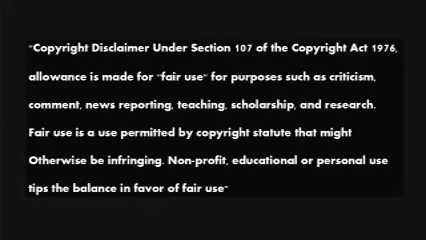 "Copyright Disclaimer Under Section 107 of the Copyright Act 1976,
allowance is made for "fair use" for purposes such as criticism,
comment, news reporting, teaching, scholarship, and research.
Fair use is a use permitted by copyright statute that might
Otherwise be infringing. Non-profit, educational or personal use
tips the balance in favor of fair use"